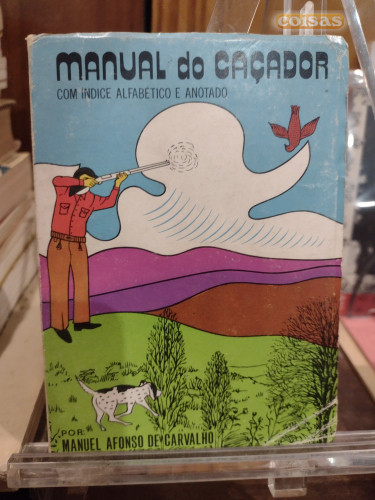 coisas
MANUAL do CAÇADOR
COM ÍNDICE ALFABÉTICO E ANOTADO
POR
MANUEL AFONSO DE CARVALHO